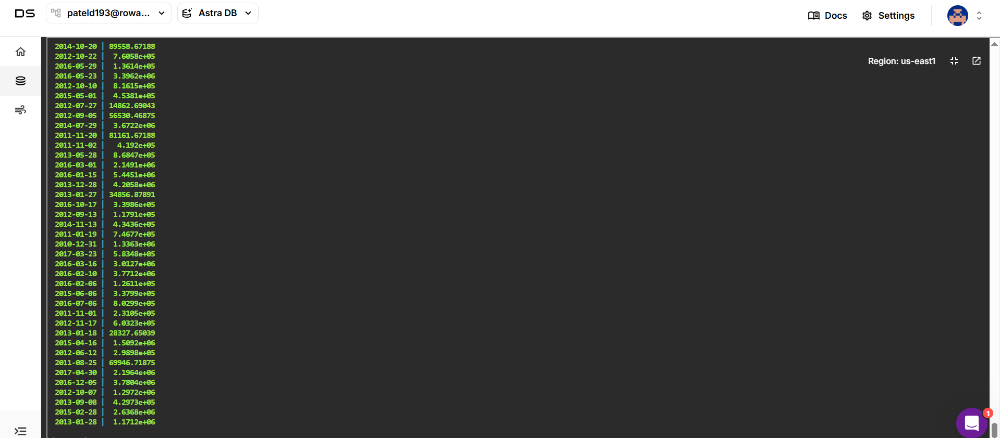 DS
pateld193@rowa...
Astra DB
Docs
Settings
Region: us-east1
2014-10-20 | 89558.67188
2012-10-22 | 7.6058e+05
2016-05-29 | 1.3614e+05
2016-05-23 | 3.3962e+06
2012-10-10 | 8.1615e+05
2015-05-01 | 4.5381e+05
2012-07-27 | 14862.69043
2012-09-05 | 56530.46875
2014-07-29 | 3.6722e+06
2011-11-20 | 81161.67188
2011-11-02 | 4.192e+05
2013-05-28 | 8.6847e+05
2016-03-01 | 2.1491e+06
2016-01-15 | 5.4451e+06
2013-12-28 | 4.2058e+06
2013-01-27 | 34856.87891
2016-10-17 | 3.3986e+05
2012-09-13 | 1.1791e+05
2014-11-13 | 4.3436e+05
2011-01-19 | 7.4677e+05
2010-12-31 | 1.3363e+06
2017-03-23 | 5.8348e+05
2016-03-16 | 3.0127e+06
2016-02-10 | 3.7712e+06
2016-02-06 | 1.2611e+05
2015-06-06 | 3.3799e+05
2016-07-06 | 8.0299e+05
2011-11-01 | 2.3105e+05
2012-11-17 | 6.0323e+05
2013-01-18 | 28327.65039
2015-04-16 | 1.5092e+06
2012-06-12 | 2.9898e+05
2011-08-25 | 69946.71875
2017-04-30 | 2.1964e+06
2016-12-05 | 3.7804e+06
2012-10-07 | 1.2972e+06
2013-09-08 | 4.2973e+05
2015-02-28 | 2.6368e+06
2013-01-28 | 1.1712e+06
1